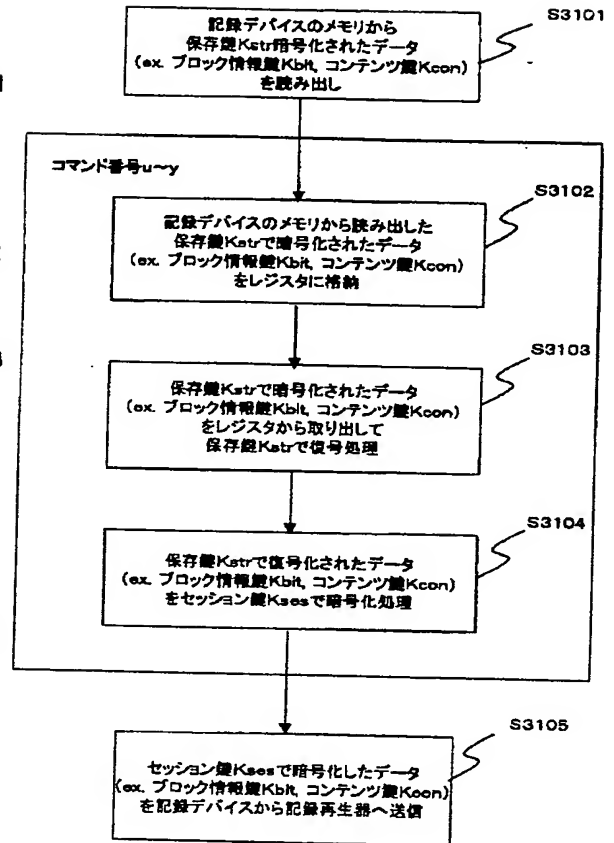 記録デバイスのメモリから
保存鍵Kstr暗号化されたデータ
(ex. ブロック情報鍵Kbit, コンテンツ鍵Kcon)
を読み出し
S3101
コマンド番号u~y
S3102
記録デバイスのメモリから読み出した
保存鍵Kstrで暗号化されたデータ
(ex. ブロック情報鍵Kbit, コンテンツ鍵Kcon)
をレジスタに格納
S3103
保存鍵Kstrで暗号化されたデータ
(ex. ブロック情報鍵Kbit, コンテンツ鍵Kcon)
をレジスタから取り出して
保存鍵Kstrで復号処理
S3104
保存鍵Kstrで復号化されたデータ
(ex. ブロック情報鍵Kbit, コンテンツ鍵Kcon)
をセッション鍵Ksesで暗号化処理
S3105
セッション鍵Ksesで暗号化したデータ
(ex. ブロック情報鍵Kbit, コンテンツ鍵Kcon)
を記録デバイスから記録再生器へ送信